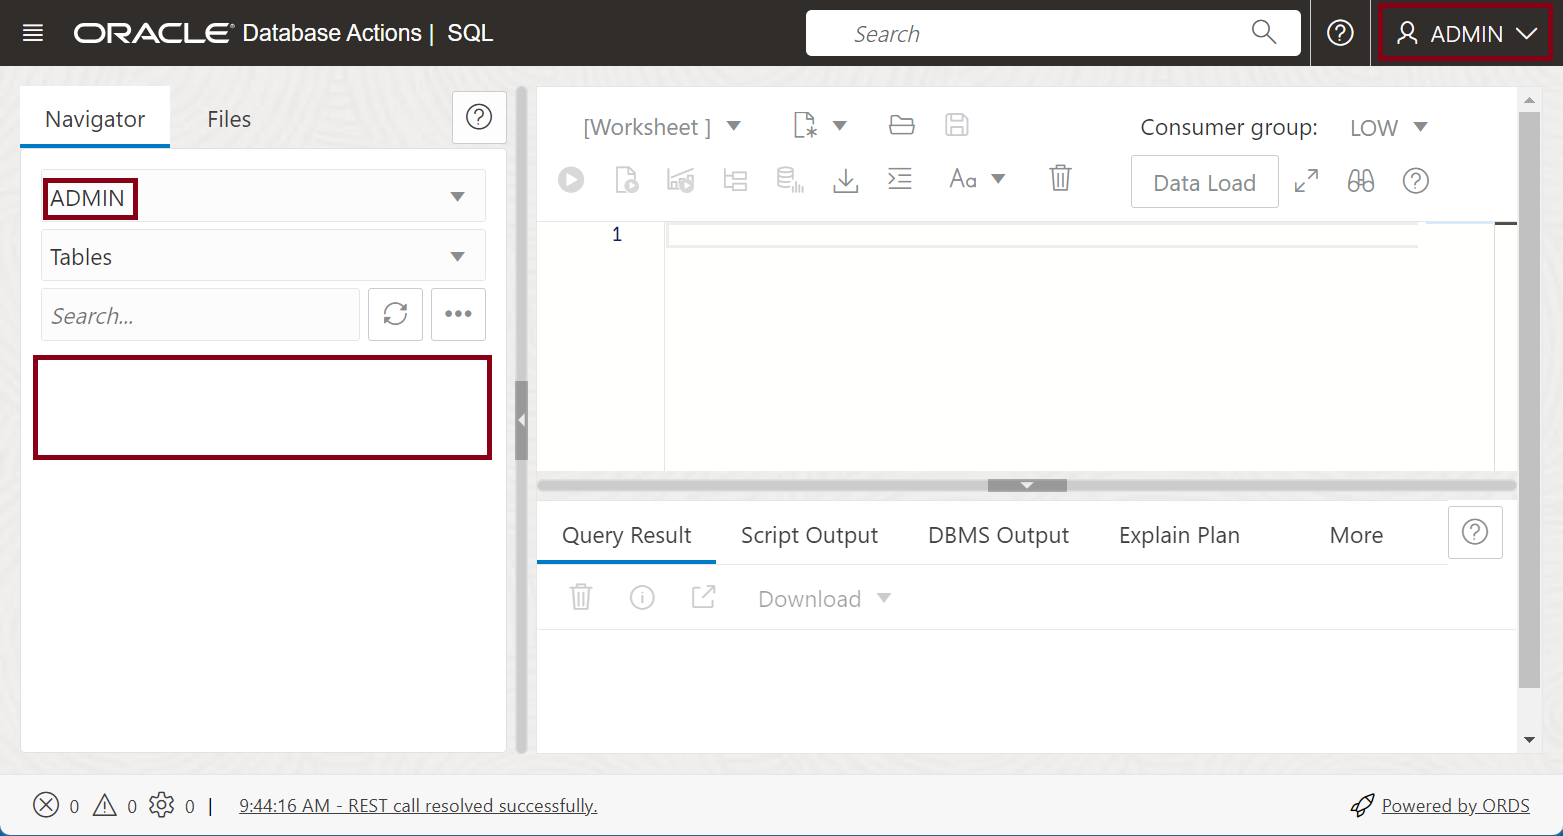 ORACLE Database Actions | SQL
Search
ADMIN
Navigator
Files
ADMIN
Tables
Search...
[Worksheet ]
Consumer group: LOW
Aa
Data Load
1
Query Result
Script Output
DBMS Output
Explain Plan
More
Download
0
0
0
|
9:44:16 AM - REST call resolved successfully.
Powered by ORDS